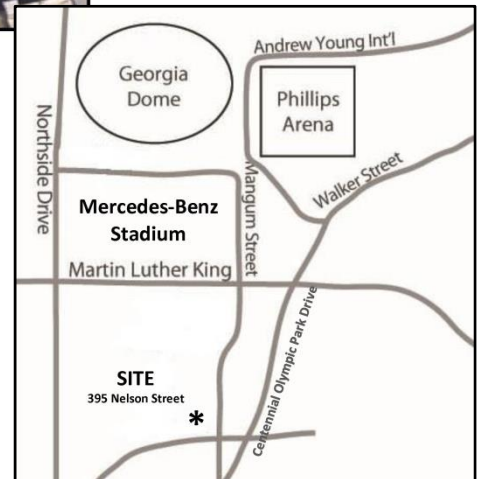 Andrew Young Int'l
Georgia
Dome
Phillips
Arena
Northside Drive
Mangum Street
Walker Street
Mercedes-Benz
Stadium
Martin Luther King
Centennial Olympic Park Drive
SITE
395 Nelson Street
*